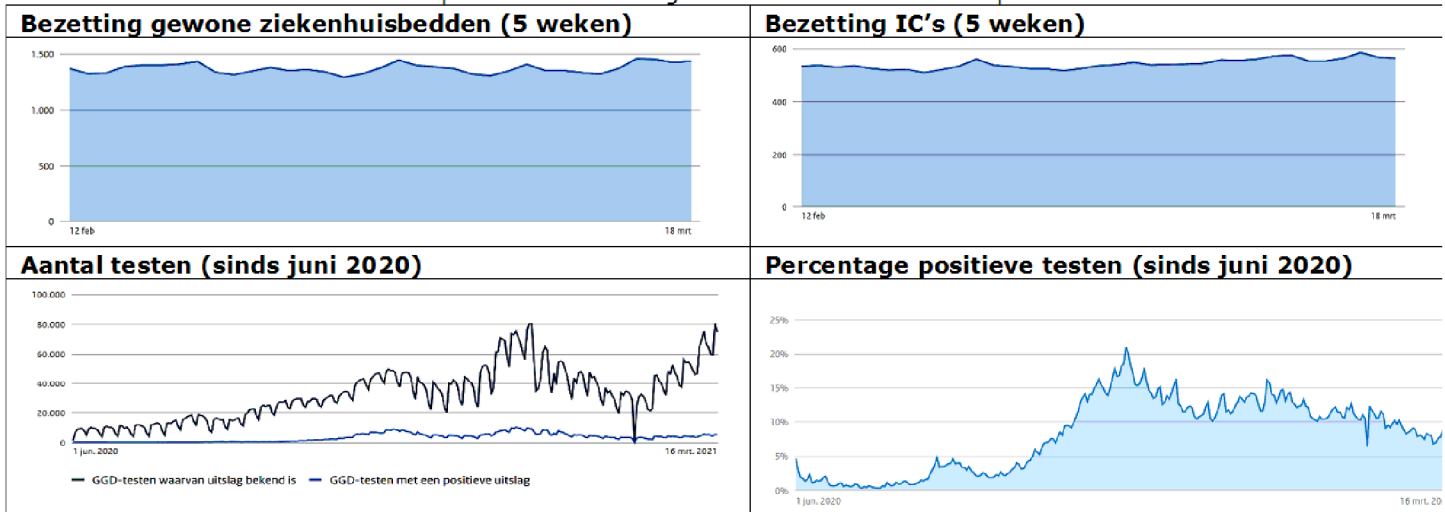 Bezetting gewone ziekenhuisbedden (5 weken)
1.500
1.000
500
0
12 feb
18 mrt
Bezetting IC's (5 weken)
600
400
200
0
12 feb
18 mrt
Aantal testen (sinds juni 2020)
100.000
80.000
60.000
40.000
20.000
0
1 jun. 2020
16 mrt. 2021
GGD-testen waarvan uitslag bekend is
GGD-testen met een positieve uitslag
Percentage positieve testen (sinds juni 2020)
25%
20%
15%
10%
5%
0%
1 jun. 2020
16 mrt. 20